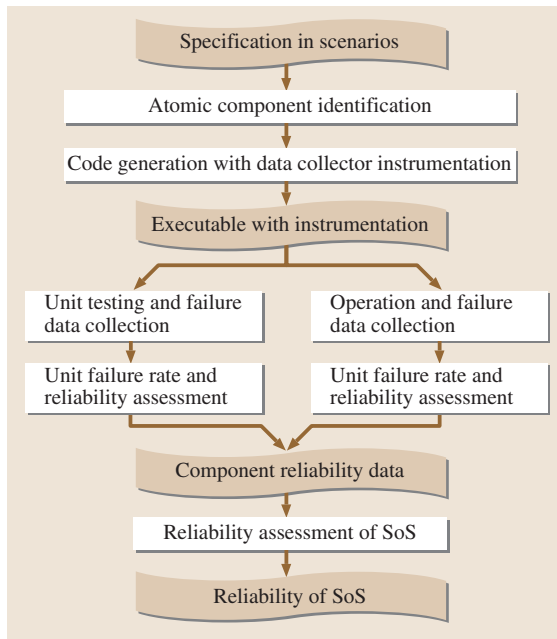 Specification in scenarios
Atomic component identification
Code generation with data collector instrumentation
Executable with instrumentation
Unit testing and failure
data collection
Operation and failure
data collection
Unit failure rate and
reliability assessment
Unit failure rate and
reliability assessment
Component reliability data
Reliability assessment of SoS
Reliability of SoS